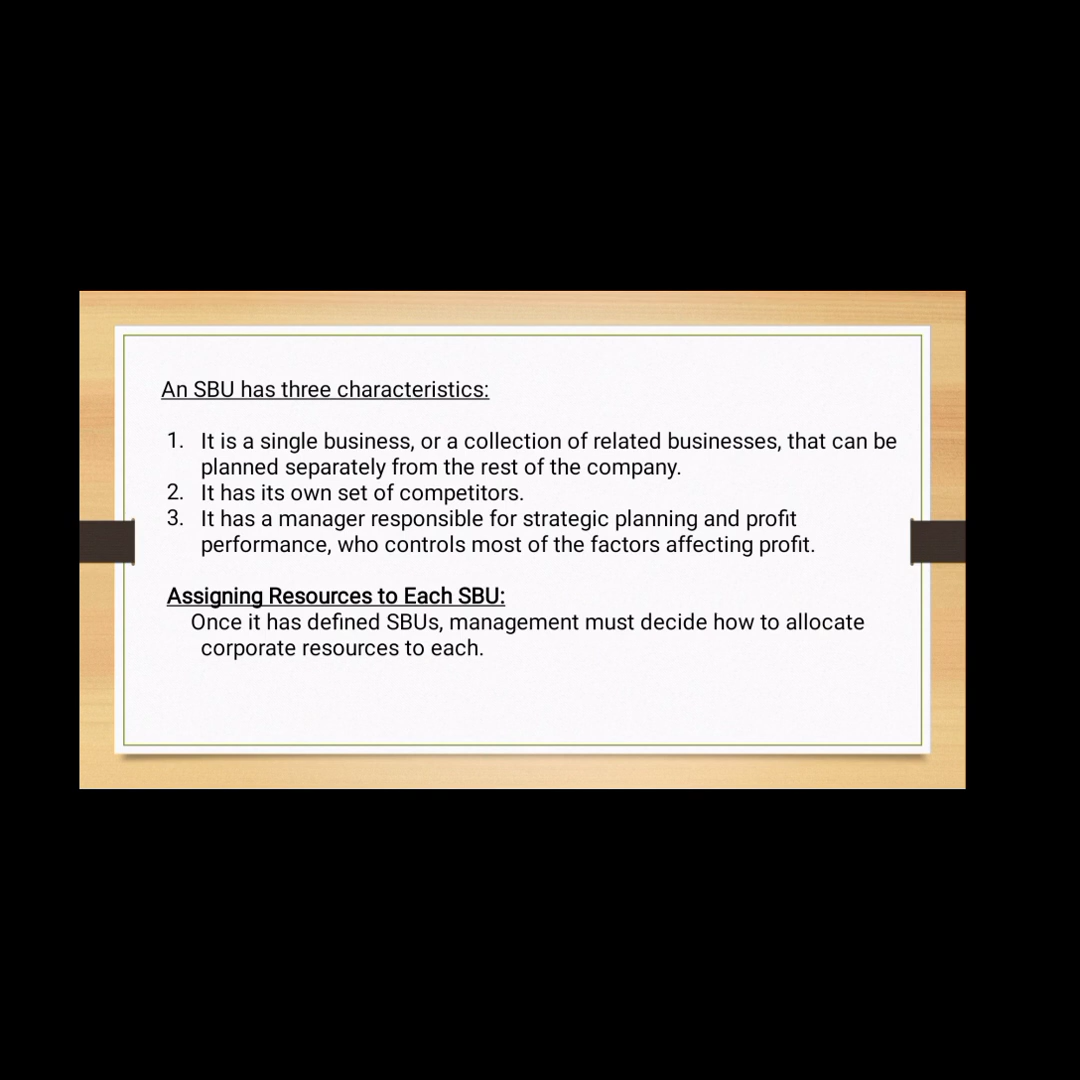 An SBU has three characteristics:
1. It is a single business, or a collection of related businesses, that can be
planned separately from the rest of the company.
2. It has its own set of competitors.
3. It has a manager responsible for strategic planning and profit
performance, who controls most of the factors affecting profit.
Assigning Resources to Each SBU:
Once it has defined SBUs, management must decide how to allocate
corporate resources to each.